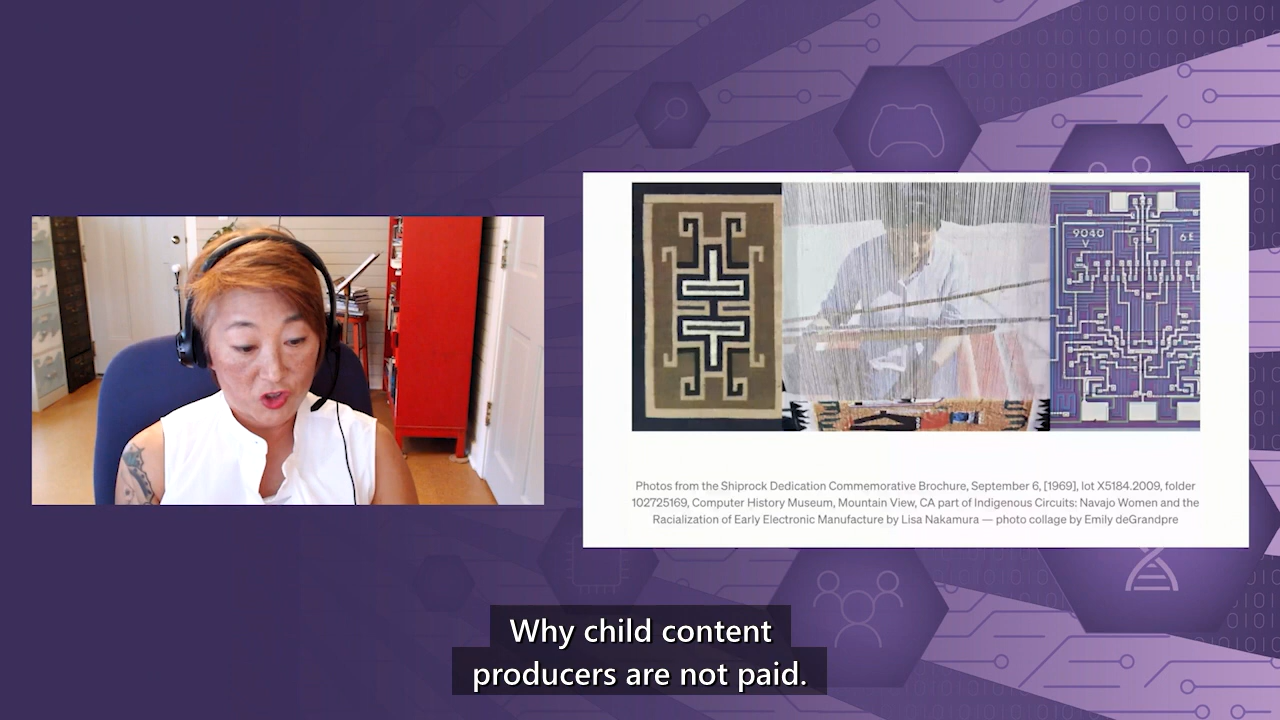 9040
V
6E
Photos from the Shiprock Dedication Commemorative Brochure, September 6, [1969], lot X5184.2009, folder
102725169, Computer History Museum, Mountain View, CA part of Indigenous Circuits: Navajo Women and the
Racialization of Early Electronic Manufacture by Lisa Nakamura — photo collage by Emily deGrandpre
Why child content
producers are not paid.